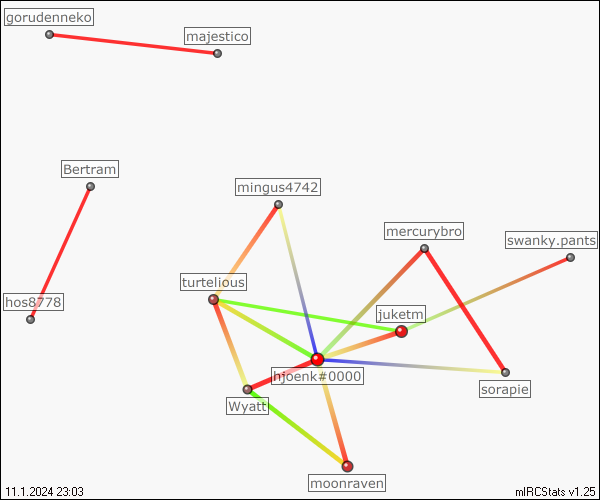 gorudenneko
majestico
Bertram
mingus4742
mercurybro
swanky.pants
turtelious
hos8778
juketm
hjoenk#0000
sorapie
Wyatt
moonraven
11.1.2024 23:03
mIRCStats v1.25